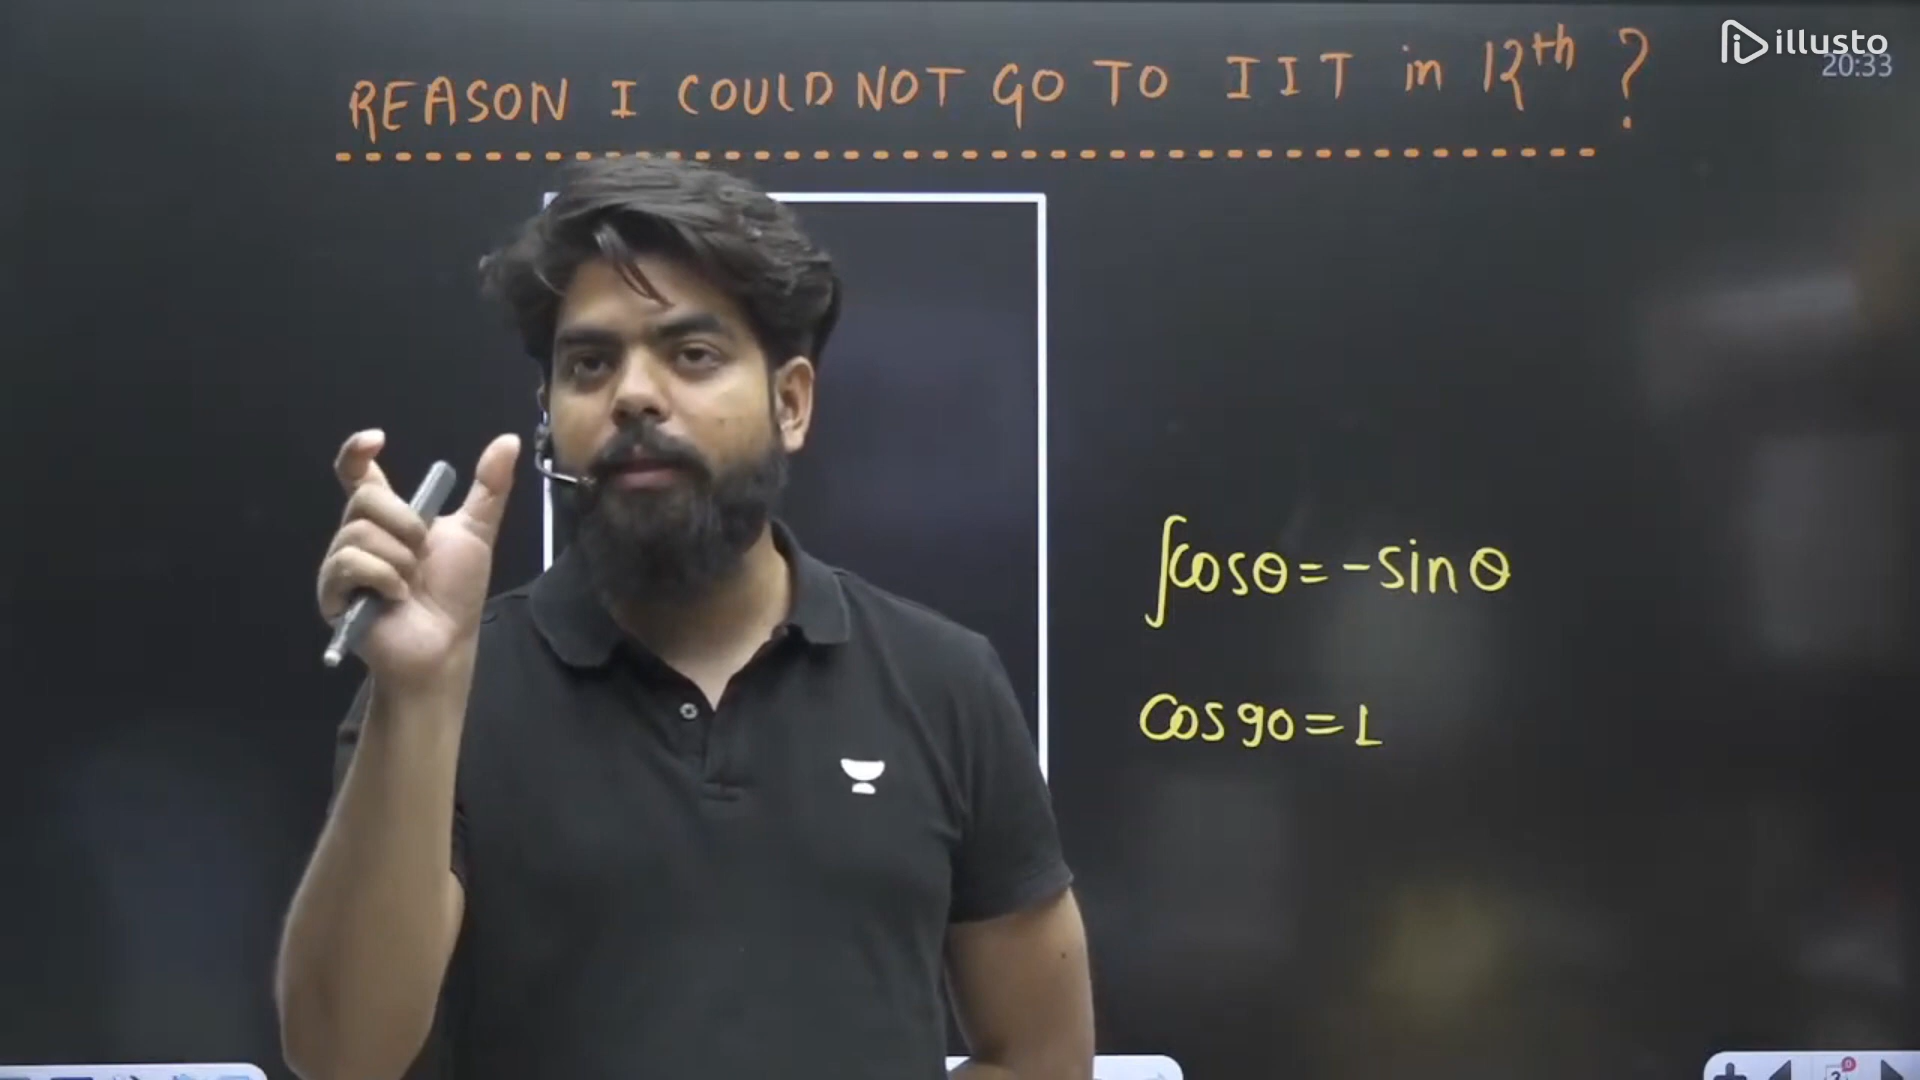 illusto
20:33
REASON I COULD NOT GO TO IIT in 12th ?
∫cosθ=-sinθ
cos90=1